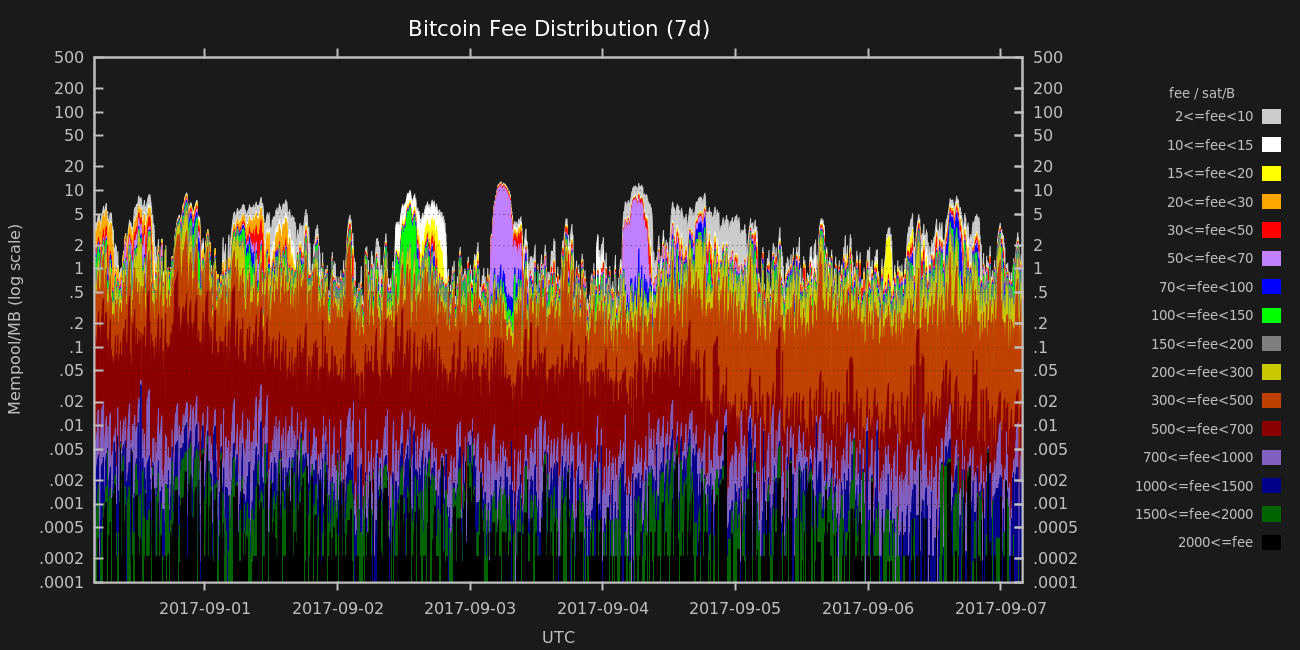 Bitcoin Fee Distribution (7d)
500 500
200 200
100 100
50 50
20 20
10 10
5 5
2 2
1 1
.5 .5
.2 .2
.1 .1
.05 .05
.02 .02
.01 .01
.005 .005
.002 .002
.001 .001
.0005 .0005
.0002 .0002
.0001 .0001
Mempool/MB (log scale)
2017-09-01 2017-09-02 2017-09-03 2017-09-04 2017-09-05 2017-09-06 2017-09-07
UTC
fee / sat/B
2<=fee<10
10<=fee<15
15<=fee<20
20<=fee<30
30<=fee<50
50<=fee<70
70<=fee<100
100<=fee<150
150<=fee<200
200<=fee<300
300<=fee<500
500<=fee<700
700<=fee<1000
1000<=fee<1500
1500<=fee<2000
2000<=fee